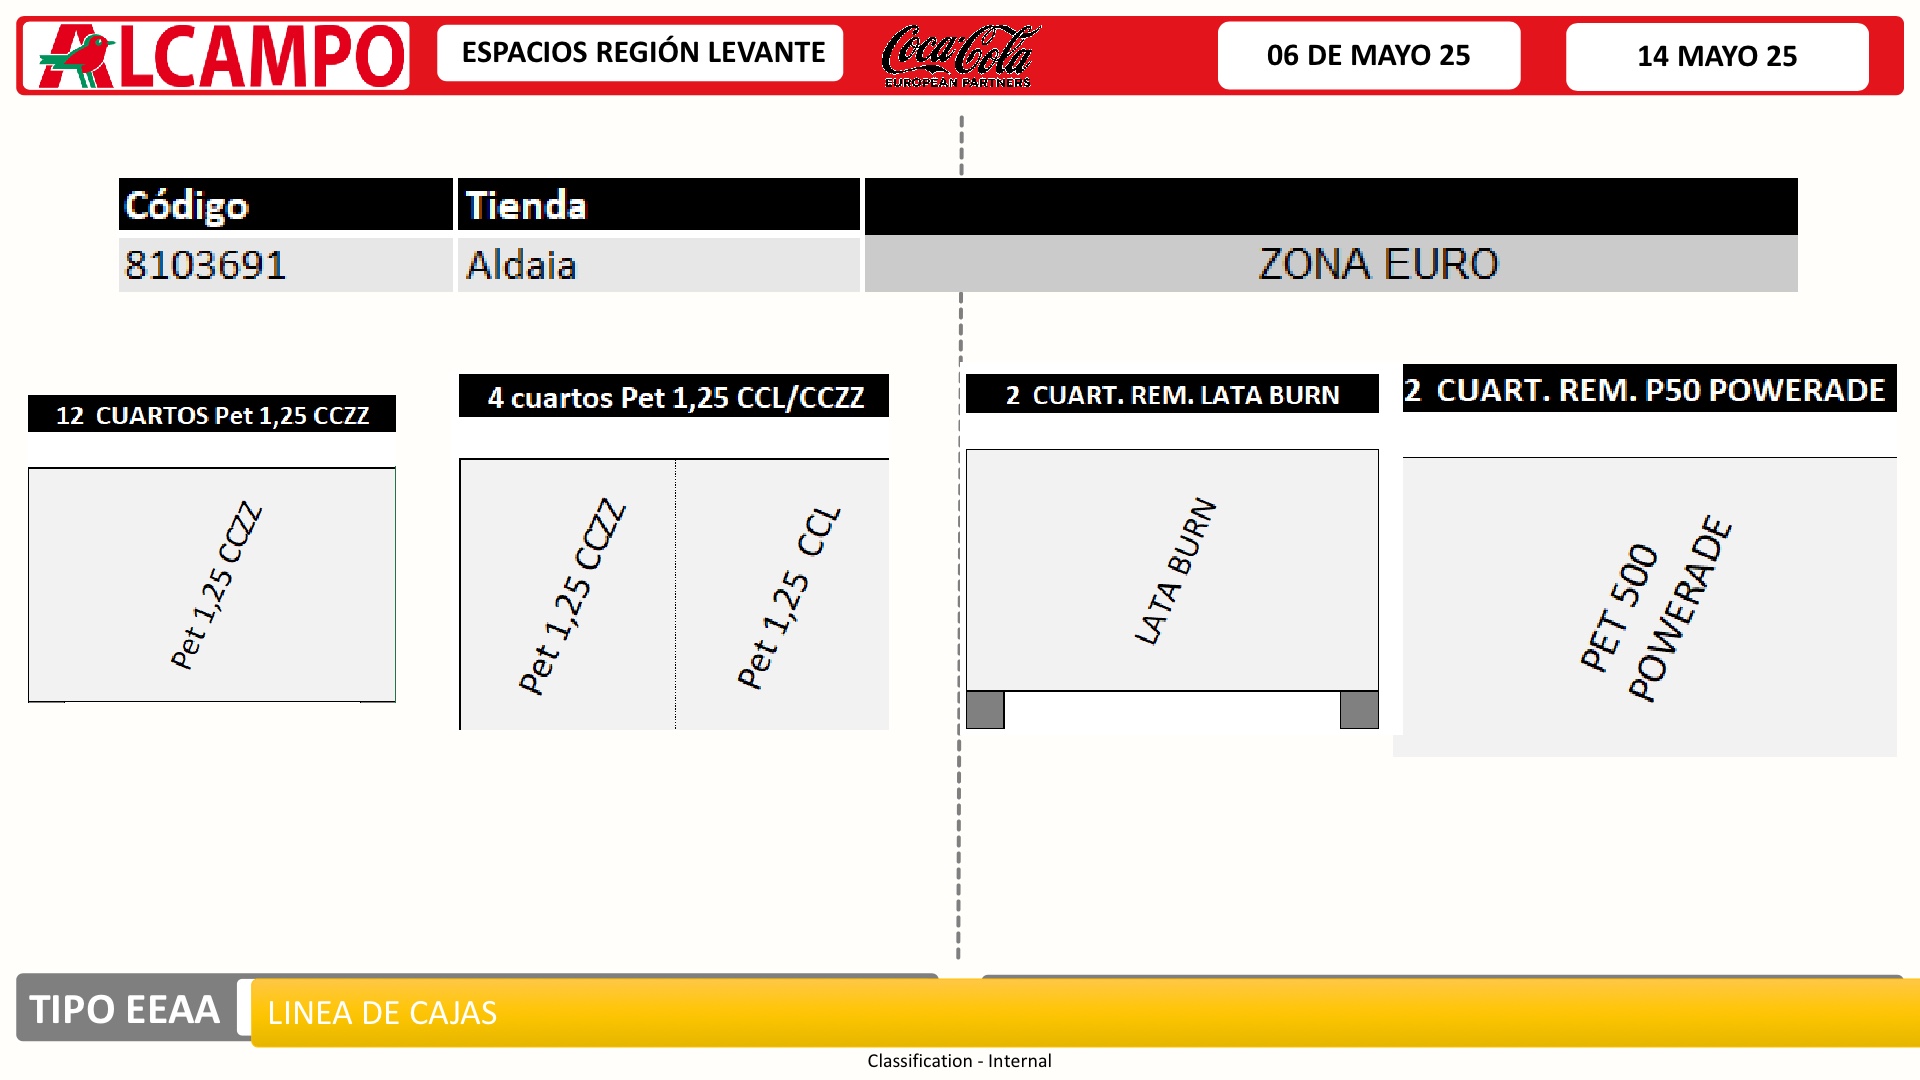 ALCAMPO
ESPACIOS REGIÓN LEVANTE
Coca-Cola
EUROPEAN PARTNERS
06 DE MAYO 25
14 MAYO 25
Código
Tienda
8103691
Aldaia
ZONA EURO
12 CUARTOS Pet 1,25 CCZZ
4 cuartos Pet 1,25 CCL/CCZZ
2 CUART. REM. LATA BURN
2 CUART. REM. P50 POWERADE
Pet 1,25 CCZZ
Pet 1,25 CCZZ
Pet 1,25 CCL
LATA BURN
PET 500
POWERADE
TIPO EEAA
LINEA DE CAJAS
Classification - Internal